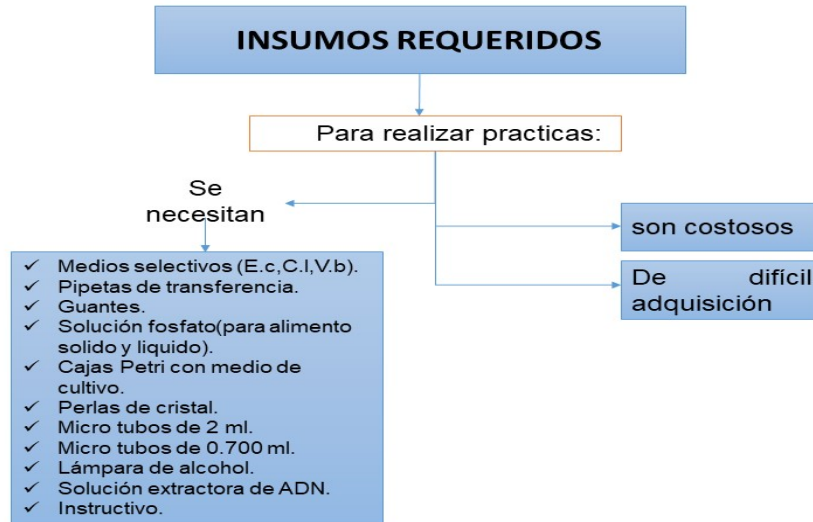 INSUMOS REQUERIDOS
Para realizar practicas:
Se
necesitan
✓ Medios selectivos (E.c,C.l,V.b).
✓ Pipetas de transferencia.
✓ Guantes.
✓ Solución fosfato(para alimento
solido y liquido).
✓ Cajas Petri con medio de
cultivo.
✓ Perlas de cristal.
✓ Micro tubos de 2 ml.
✓ Micro tubos de 0.700 ml.
✓ Lámpara de alcohol.
✓ Solución extractora de ADN.
✓ Instructivo.
son costosos
De difícil
adquisición